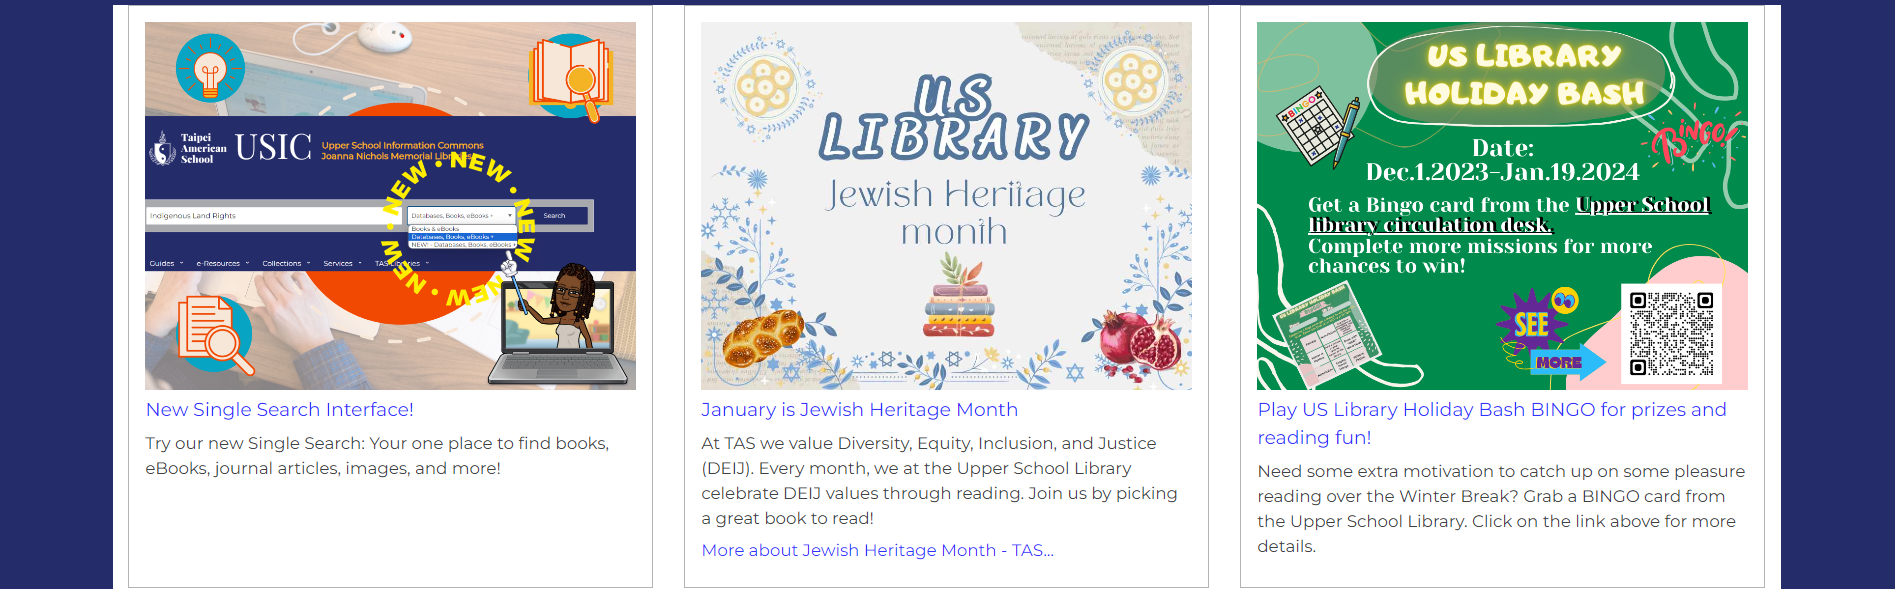 Taipei
American
School
USIC
Upper School Information Commons
Joanna Nichols Memorial Libraries
NEW • NEW • NEW • NEW • NEW • NEW •
Indigenous Land Rights
Databases, Books, eBooks +
Search
Books & eBooks
Databases, Books, eBooks +
NEW! - Databases, Books, eBooks +
Guides
e-Resources
Collections
Services
TAS Libraries
New Single Search Interface!
Try our new Single Search: Your one place to find books,
eBooks, journal articles, images, and more!
US
LIBRARY
Jewish Heritage
month
January is Jewish Heritage Month
At TAS we value Diversity, Equity, Inclusion, and Justice
(DEIJ). Every month, we at the Upper School Library
celebrate DEIJ values through reading. Join us by picking
a great book to read!
More about Jewish Heritage Month - TAS...
US LIBRARY
HOLIDAY BASH
BINGO
BINGO!
Date:
Dec.1.2023-Jan.19.2024
Get a Bingo card from the Upper School
library circulation desk.
Complete more missions for more
chances to win!
US LIBRARY HOLIDAY BASH
SEE
MORE
Play US Library Holiday Bash BINGO for prizes and
reading fun!
Need some extra motivation to catch up on some pleasure
reading over the Winter Break? Grab a BINGO card from
the Upper School Library. Click on the link above for more
details.